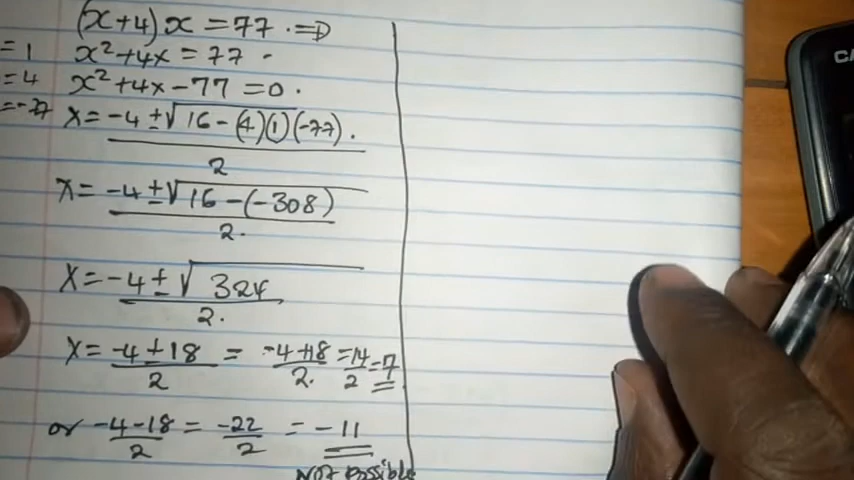 (x+4)x = 77 ⇒
= 1 x²+4x = 77
= 4 x²+4x-77 = 0.
= -77 x = -4 ± √16-(4)(1)(-77).
2
x = -4 ± √16-(-308)
2.
x = -4 ± √324
2.
x = -4 ± 18 = -4+18 = 14 = 7
2 2. 2
or -4-18 = -22 = -11
2 2
Not Possible